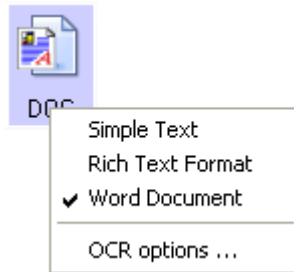 DOC
Simple Text
Rich Text Format
Word Document
OCR options ...